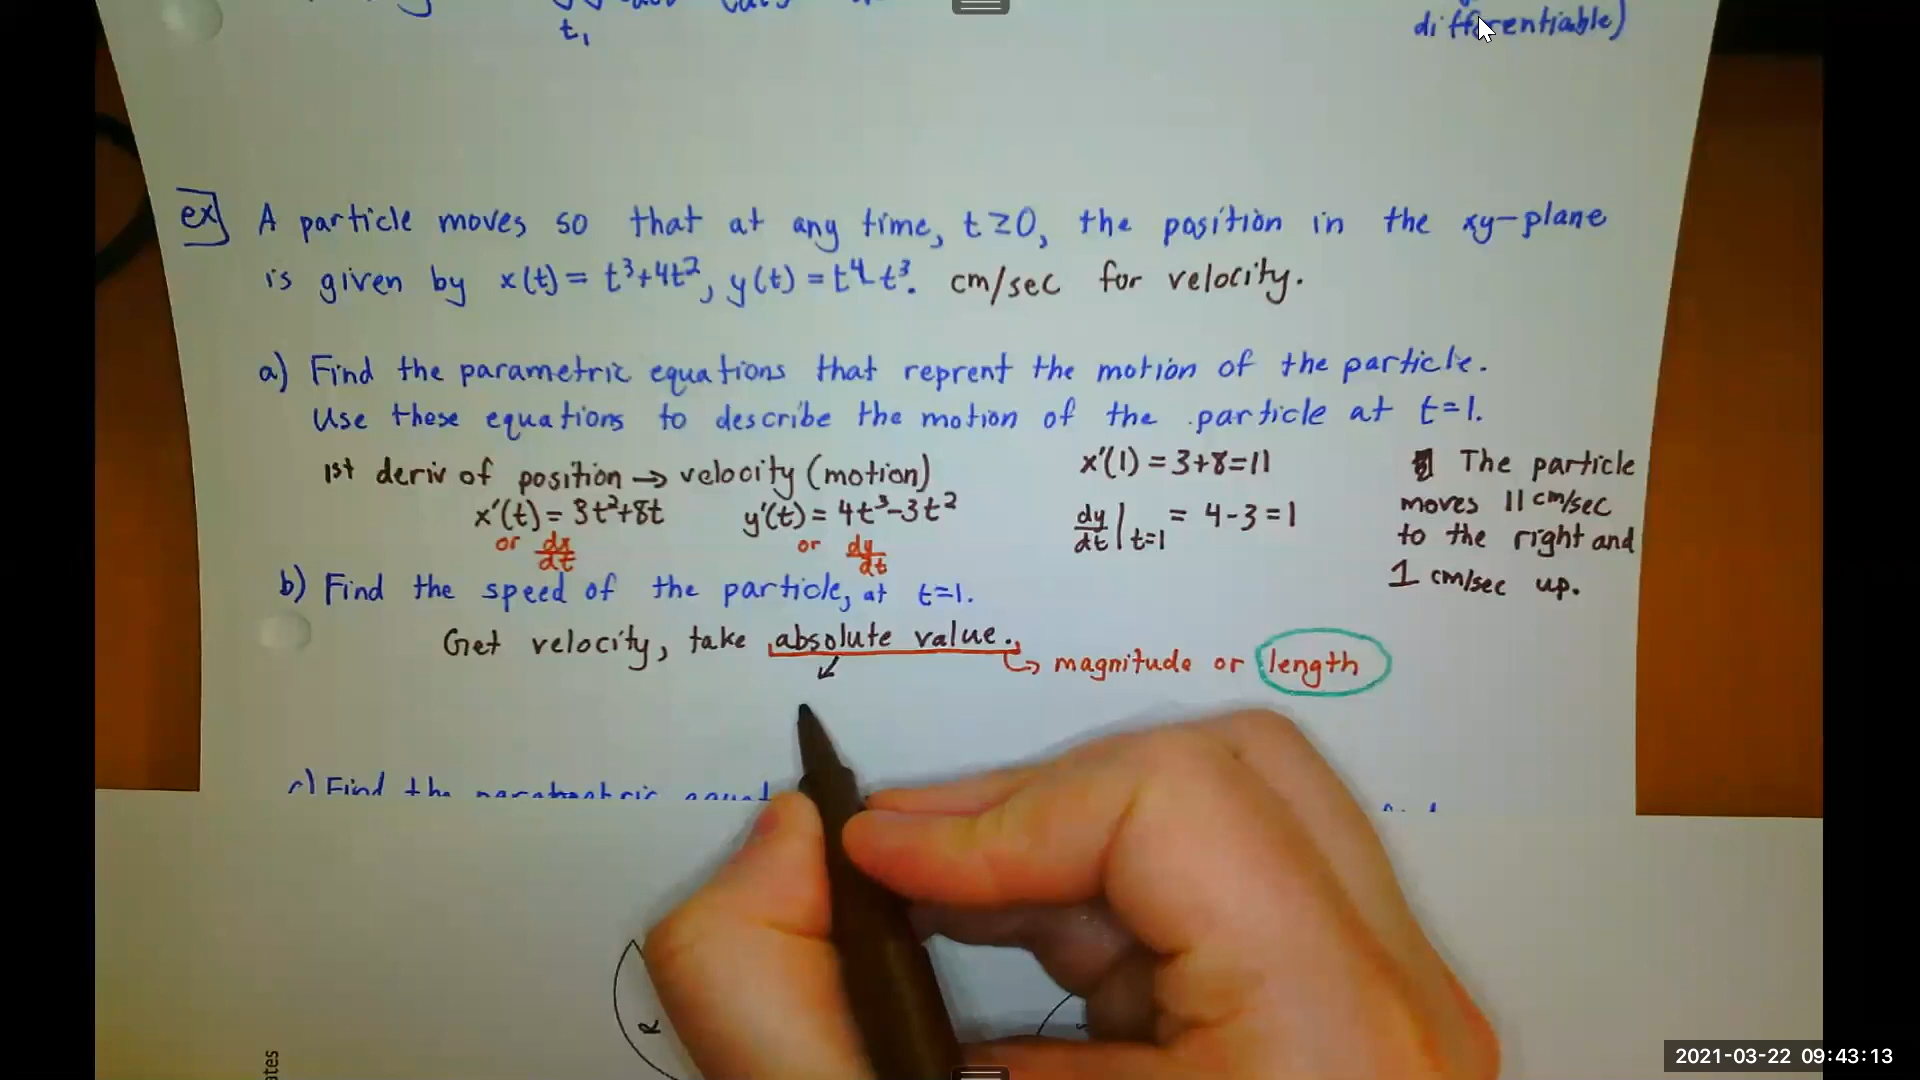 t₁
differentiable)
ex] A particle moves so that at any time, t≥0, the position in the xy-plane
is given by x(t) = t³+4t², y(t) = t⁴-t³. cm/sec for velocity.
a) Find the parametric equations that reprent the motion of the particle.
Use these equations to describe the motion of the particle at t=1.
1st deriv of position → velocity (motion)
x'(t) = 3t²+8t y'(t) = 4t³-3t²
or dx/dt or dy/dt
x'(1) = 3+8=11
dy/dt |t=1 = 4-3=1
The particle
moves 11 cm/sec
to the right and
1 cm/sec up.
b) Find the speed of the particle, at t=1.
Get velocity, take absolute value.
↳ magnitude or length
c) Find the
R
2021-03-22 09:43:13